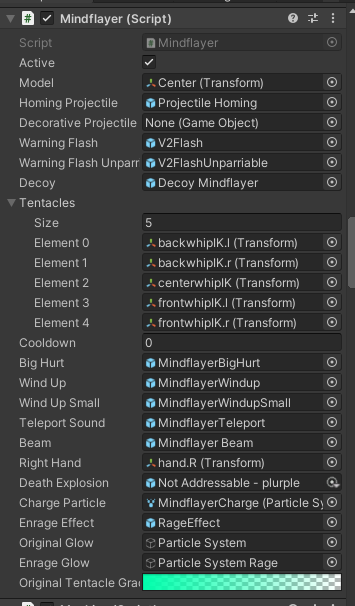 Mindflayer (Script)
Script Mindflayer
Active
Model Center (Transform)
Homing Projectile Projectile Homing
Decorative Projectile None (Game Object)
Warning Flash V2Flash
Warning Flash Unparr V2FlashUnparriable
Decoy Decoy Mindflayer
Tentacles
Size 5
Element 0 backwhipIK.l (Transform)
Element 1 backwhipIK.r (Transform)
Element 2 centerwhipIK (Transform)
Element 3 frontwhipIK.l (Transform)
Element 4 frontwhipIK.r (Transform)
Cooldown 0
Big Hurt MindflayerBigHurt
Wind Up MindflayerWindup
Wind Up Small MindflayerWindupSmall
Teleport Sound MindflayerTeleport
Beam Mindflayer Beam
Right Hand hand.R (Transform)
Death Explosion Not Addressable - plurple
Charge Particle MindflayerCharge (Particle Sy
Enrage Effect RageEffect
Original Glow Particle System
Enrage Glow Particle System Rage
Original Tentacle Grad